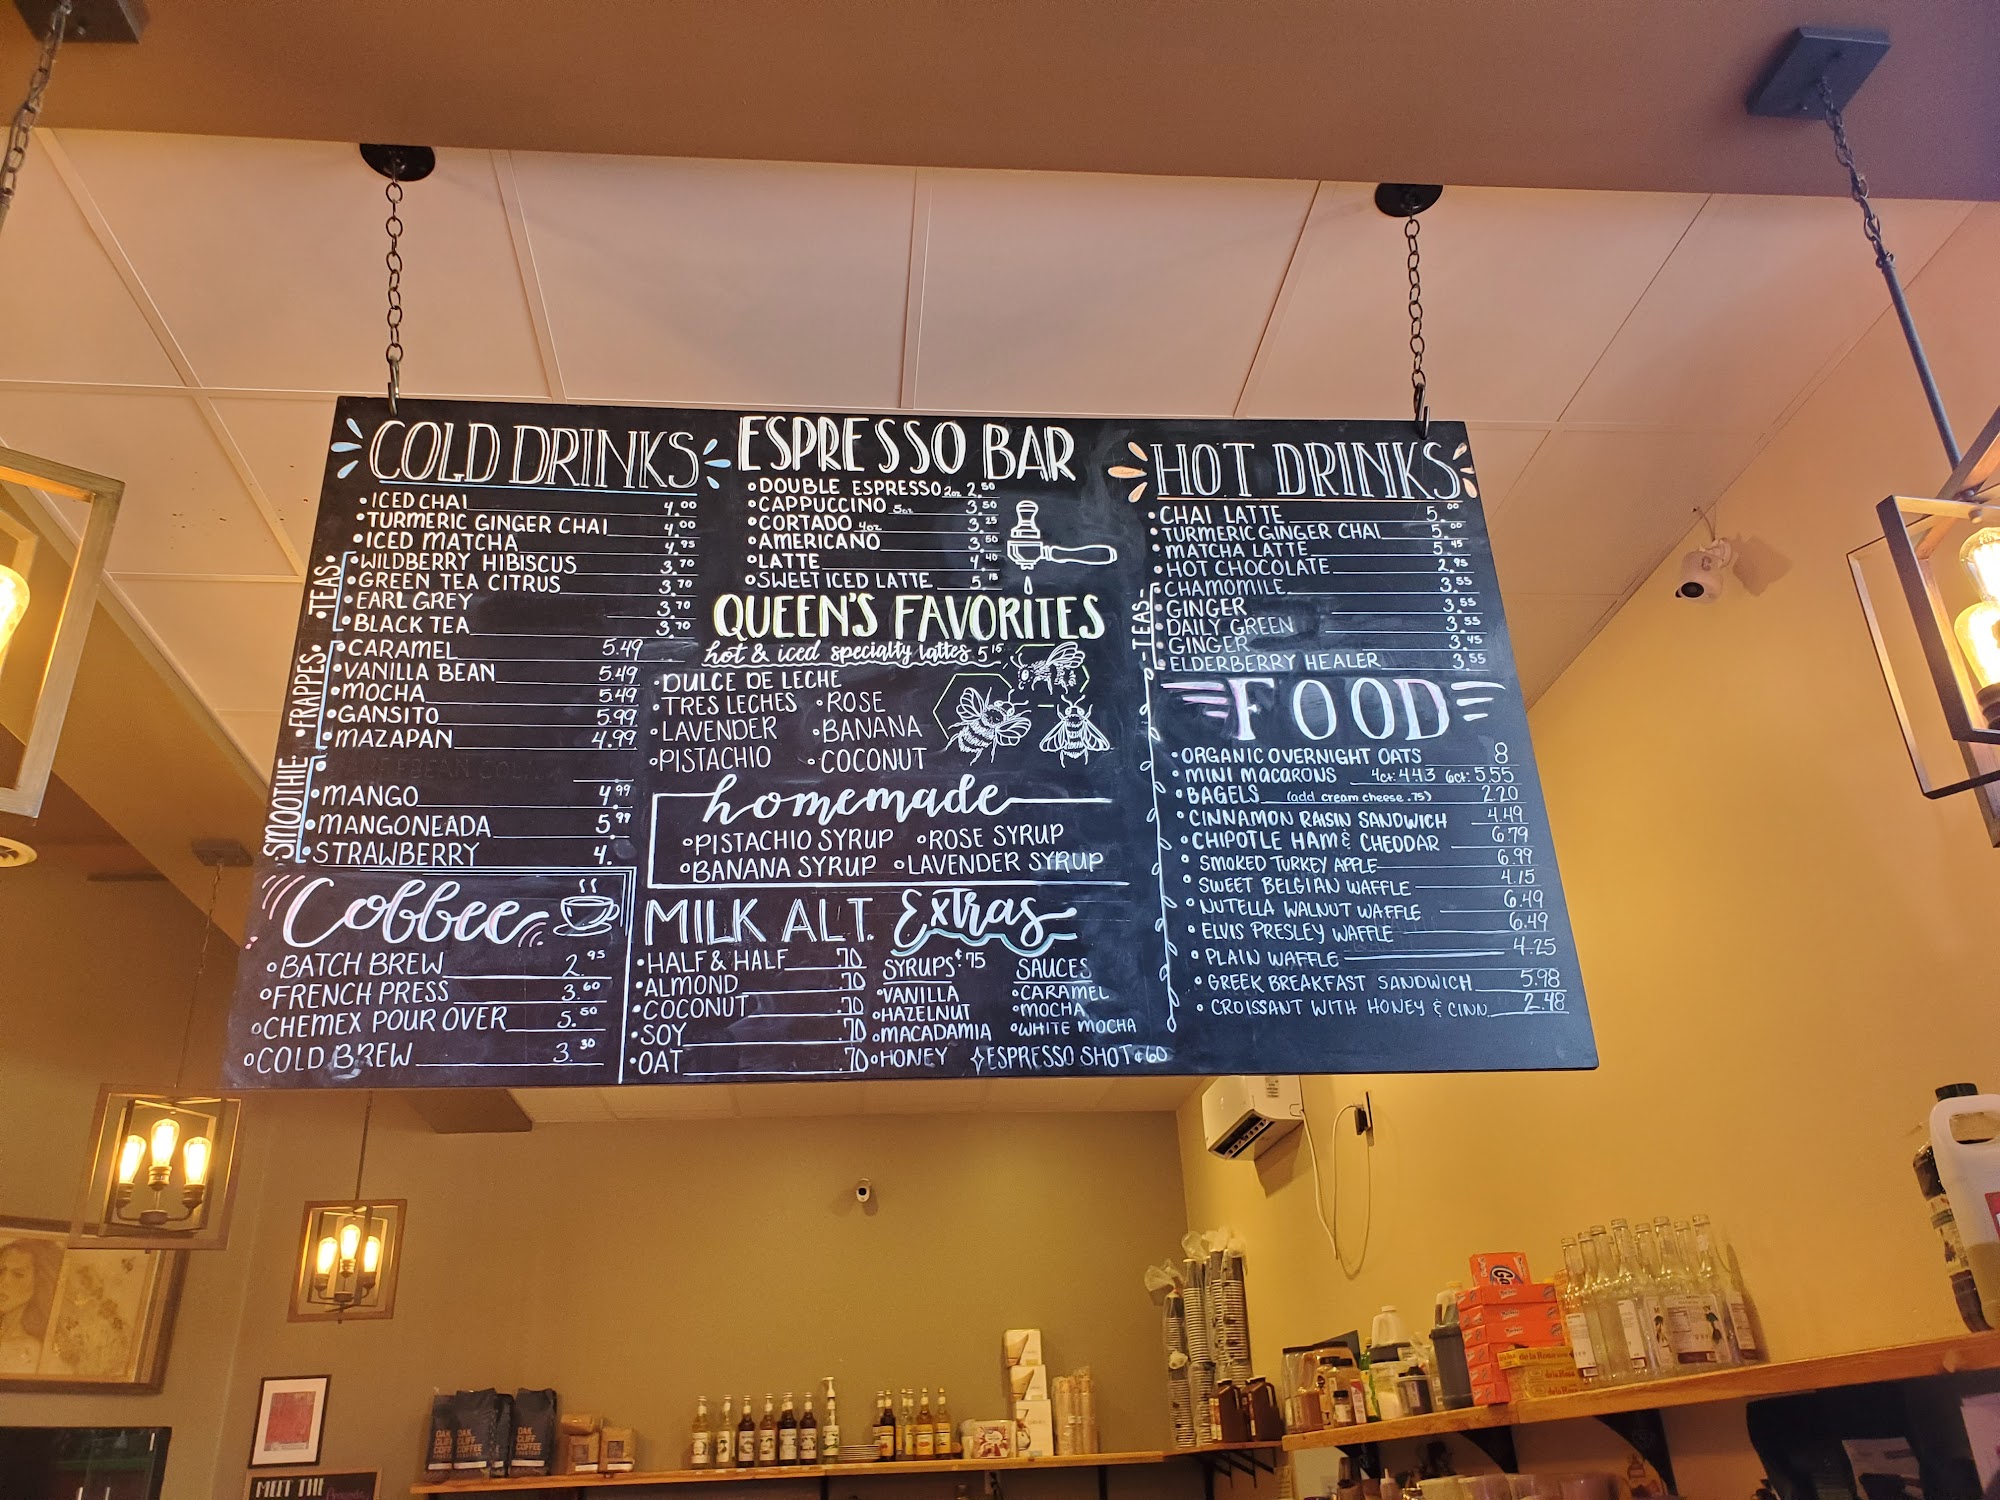 COLD DRINKS
ICED CHAI 4.00
TURMERIC GINGER CHAI 4.00
ICED MATCHA 4.95
TEAS
WILDBERRY HIBISCUS 3.70
GREEN TEA CITRUS 3.70
EARL GREY 3.70
BLACK TEA 3.70
FRAPPES
CARAMEL 5.49
VANILLA BEAN 5.49
MOCHA 5.49
GANSITO 5.99
MAZAPAN 4.99
SMOOTHIE
MANGO 4.99
MANGONEADA 5.99
STRAWBERRY 4.
Coffee
BATCH BREW 2.95
FRENCH PRESS 3.60
CHEMEX POUR OVER 5.50
COLD BREW 3.30
ESPRESSO BAR
DOUBLE ESPRESSO 2oz 2.50
CAPPUCCINO 5oz 3.50
CORTADO 4oz 3.25
AMERICANO 3.50
LATTE 4.40
SWEET ICED LATTE 5.15
QUEEN'S FAVORITES
hot & iced specialty lattes 5.15
DULCE DE LECHE
TRES LECHES ROSE
LAVENDER BANANA
PISTACHIO COCONUT
homemade
PISTACHIO SYRUP ROSE SYRUP
BANANA SYRUP LAVENDER SYRUP
MILK ALT.
HALF & HALF .70
ALMOND .70
COCONUT .70
SOY .70
OAT .70
Extras
SYRUPS ¢75
VANILLA
HAZELNUT
MACADAMIA
HONEY
SAUCES
CARAMEL
MOCHA
WHITE MOCHA
ESPRESSO SHOT ¢60
HOT DRINKS
CHAI LATTE 5.00
TURMERIC GINGER CHAI 5.00
MATCHA LATTE 5.45
HOT CHOCOLATE 2.95
TEAS
CHAMOMILE 3.55
GINGER 3.55
DAILY GREEN 3.55
GINGER 3.45
ELDERBERRY HEALER 3.55
FOOD
ORGANIC OVERNIGHT OATS 8
MINI MACARONS 4ct: 4.43 6ct: 5.55
BAGELS (add cream cheese .75) 2.20
CINNAMON RAISIN SANDWICH 4.49
CHIPOTLE HAM & CHEDDAR 6.79
SMOKED TURKEY APPLE 6.99
SWEET BELGIAN WAFFLE 4.15
NUTELLA WALNUT WAFFLE 6.49
ELVIS PRESLEY WAFFLE 6.49
PLAIN WAFFLE 4.25
GREEK BREAKFAST SANDWICH 5.98
CROISSANT WITH HONEY & CINN. 2.48
OAK
CLIFF
COFFEE
de la Rosa
MEET THE